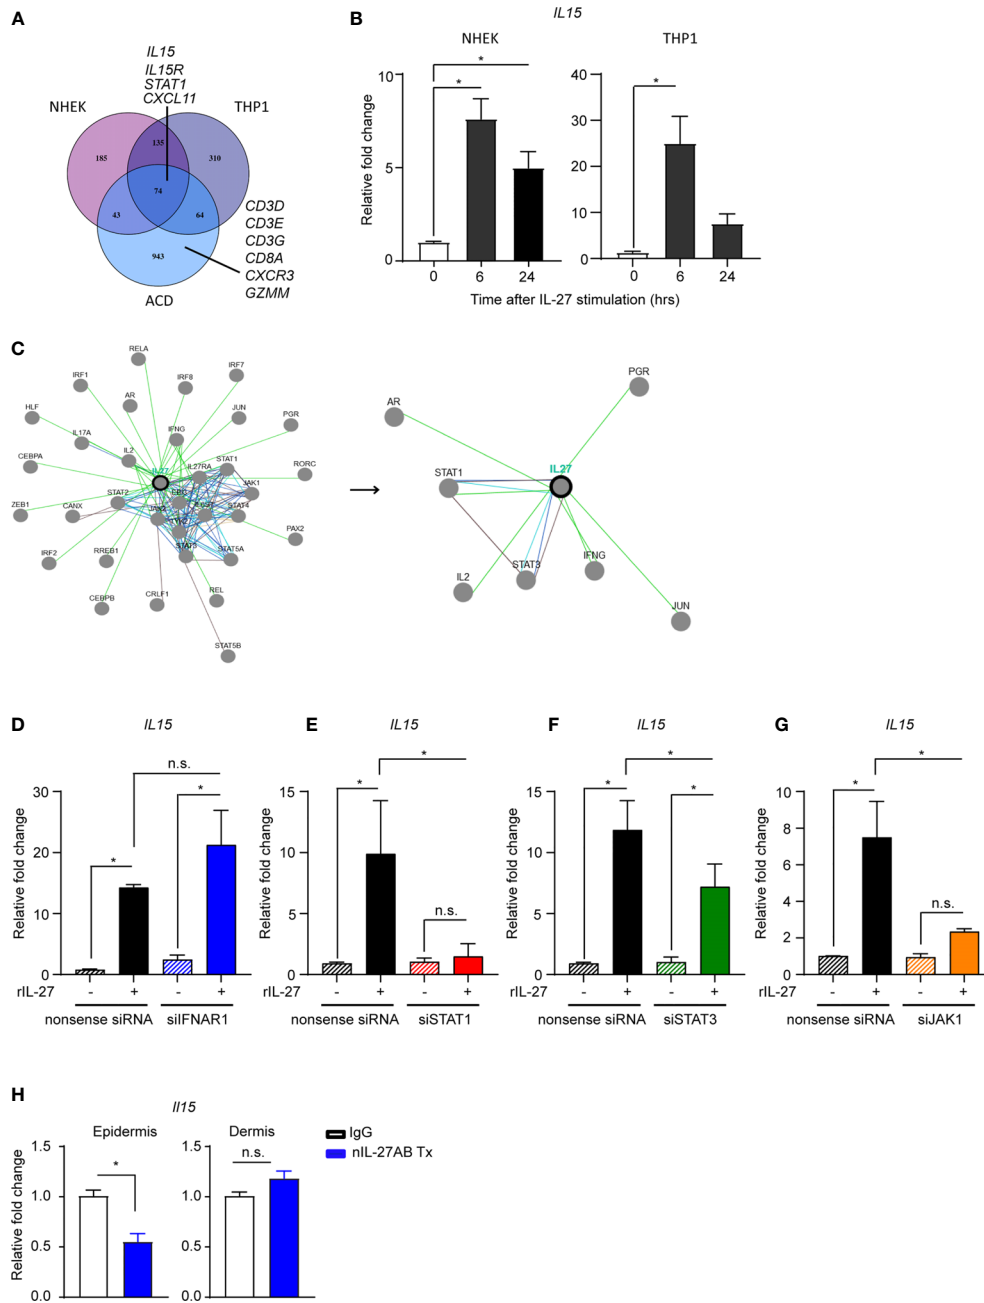 A
IL15
IL15R
STAT1
CXCL11
NHEK
THP1
135
185
310
74
43
64
943
CD3D
CD3E
CD3G
CD8A
CXCR3
GZMM
ACD
B
IL15
NHEK
THP1
Relative fold change
10
5
0
*
*
0
6
24
40
30
20
10
0
*
0
6
24
Time after IL-27 stimulation (hrs)
C
RELA
IRF1
IRF8
IRF7
AR
HLF
JUN
PGR
IFNG
IL17A
IL2
CEBPA
IL27
IL27RA
STAT1
RORC
JAK1
STAT2
EBI3
ZEB1
CANX
JAK2
STAT4
TYK2
PAX2
STAT3
STAT5A
IRF2
RREB1
CEBPB
CRLF1
REL
STAT5B
PGR
AR
STAT1
IL27
STAT3
IFNG
IL2
JUN
D
IL15
n.s.
*
*
Relative fold change
30
20
10
0
rIL-27
-
+
-
+
nonsense siRNA
siIFNAR1
E
IL15
*
*
n.s.
Relative fold change
15
10
5
0
rIL-27
-
+
-
+
nonsense siRNA
siSTAT1
F
IL15
*
*
*
Relative fold change
15
10
5
0
rIL-27
-
+
-
+
nonsense siRNA
siSTAT3
G
IL15
*
*
n.s.
Relative fold change
10
8
6
4
2
0
rIL-27
-
+
-
+
nonsense siRNA
siJAK1
H
Il15
Epidermis
Dermis
IgG
nIL-27AB Tx
Relative fold change
1.5
1.0
0.5
0.0
*
1.5
1.0
0.5
0.0
n.s.